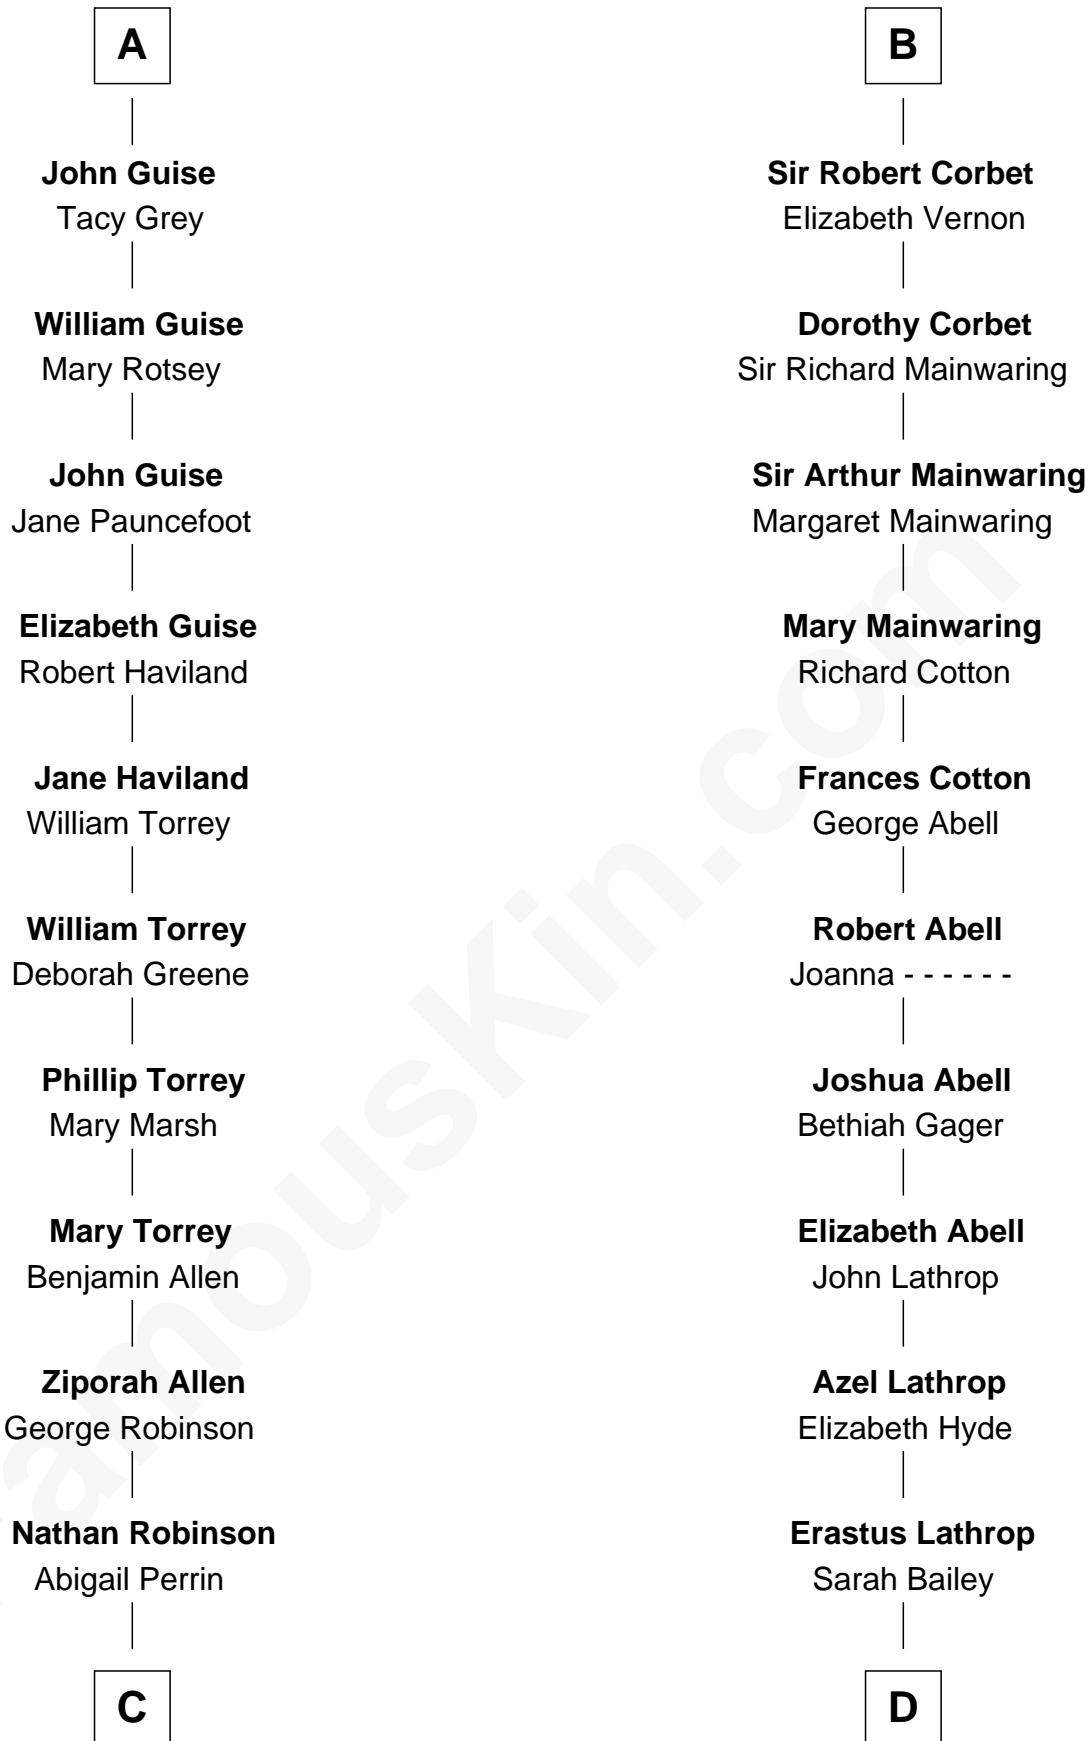 A
John Guise
Tacy Grey
William Guise
Mary Rotsey
John Guise
Jane Pauncefoot
Elizabeth Guise
Robert Haviland
Jane Haviland
William Torrey
William Torrey
Deborah Greene
Phillip Torrey
Mary Marsh
Mary Torrey
Benjamin Allen
Ziporah Allen
George Robinson
Nathan Robinson
Abigail Perrin
C
B
Sir Robert Corbet
Elizabeth Vernon
Dorothy Corbet
Sir Richard Mainwaring
Sir Arthur Mainwaring
Margaret Mainwaring
Mary Mainwaring
Richard Cotton
Frances Cotton
George Abell
Robert Abell
Joanna - - - - - -
Joshua Abell
Bethiah Gager
Elizabeth Abell
John Lathrop
Azel Lathrop
Elizabeth Hyde
Erastus Lathrop
Sarah Bailey
D
FamousKin.com